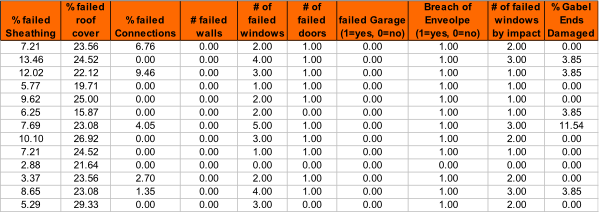 % failed Sheathing | % failed roof cover | % failed Connections | # failed walls | # of failed windows | # of failed doors | failed Garage (1=yes, 0=no) | Breach of Enveolpe (1=yes, 0=no) | # of failed windows by impact | % Gabel Ends Damaged
7.21 23.56 6.76 0.00 2.00 1.00 0.00 1.00 2.00 0.00
13.46 24.52 0.00 0.00 4.00 1.00 0.00 1.00 3.00 3.85
12.02 22.12 9.46 0.00 3.00 1.00 0.00 1.00 1.00 3.85
5.77 19.71 0.00 0.00 1.00 1.00 0.00 1.00 1.00 0.00
9.62 25.00 0.00 0.00 2.00 1.00 0.00 1.00 1.00 0.00
6.25 15.87 0.00 0.00 2.00 0.00 0.00 1.00 1.00 3.85
7.69 23.08 4.05 0.00 5.00 1.00 0.00 1.00 3.00 11.54
10.10 26.92 0.00 0.00 3.00 1.00 0.00 1.00 2.00 0.00
7.21 24.52 0.00 0.00 1.00 1.00 0.00 1.00 1.00 0.00
2.88 21.64 0.00 0.00 0.00 0.00 0.00 0.00 0.00 0.00
3.37 23.56 2.70 0.00 2.00 1.00 0.00 1.00 2.00 0.00
8.65 23.08 1.35 0.00 4.00 1.00 0.00 1.00 3.00 3.85
5.29 29.33 0.00 0.00 3.00 0.00 0.00 1.00 2.00 0.00